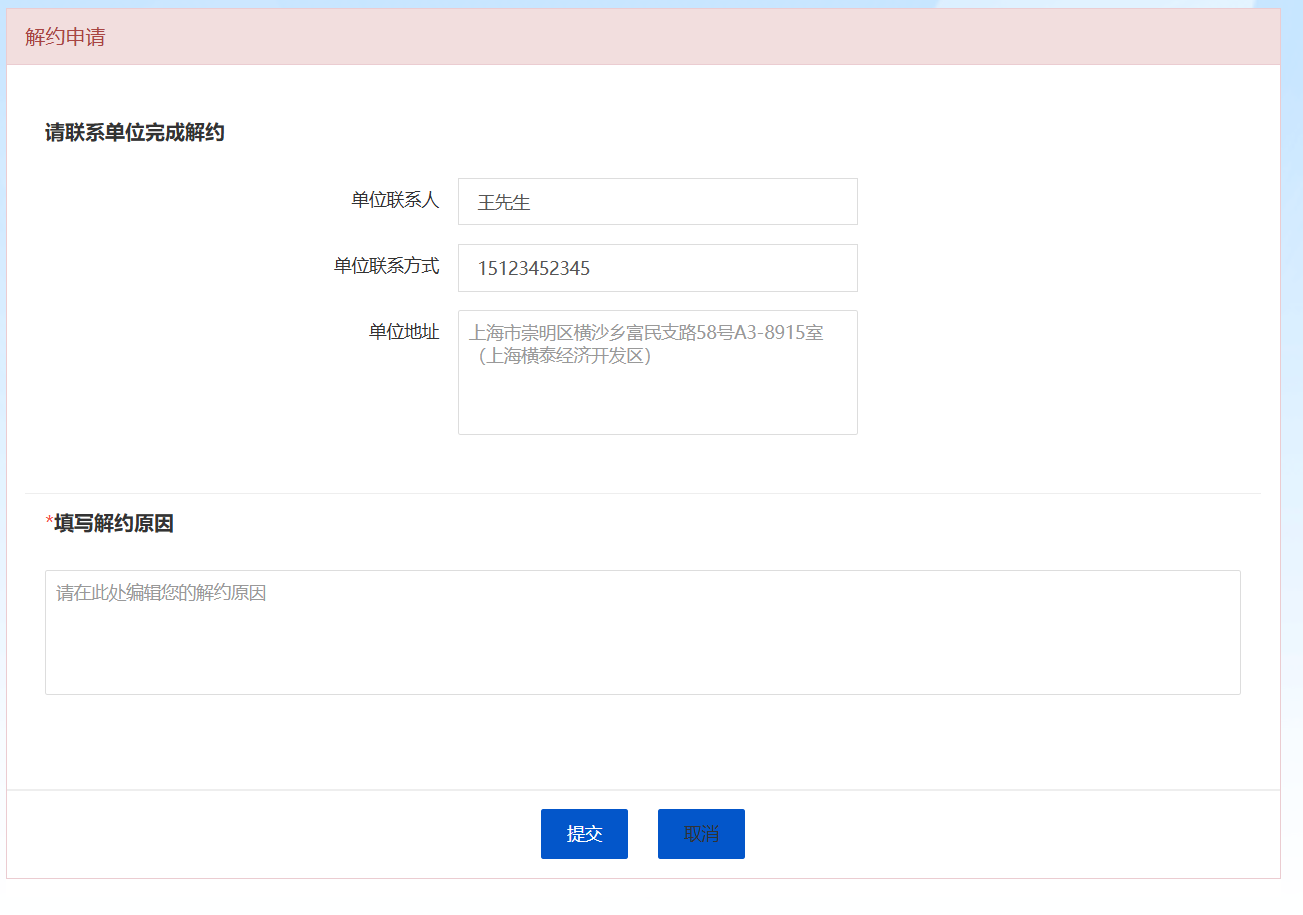 解约申请
请联系单位完成解约
单位联系人
王先生
单位联系方式
15123452345
单位地址
上海市崇明区横沙乡富民支路58号A3-8915室
（上海横泰经济开发区）
*填写解约原因
请在此处编辑您的解约原因
提交
取消